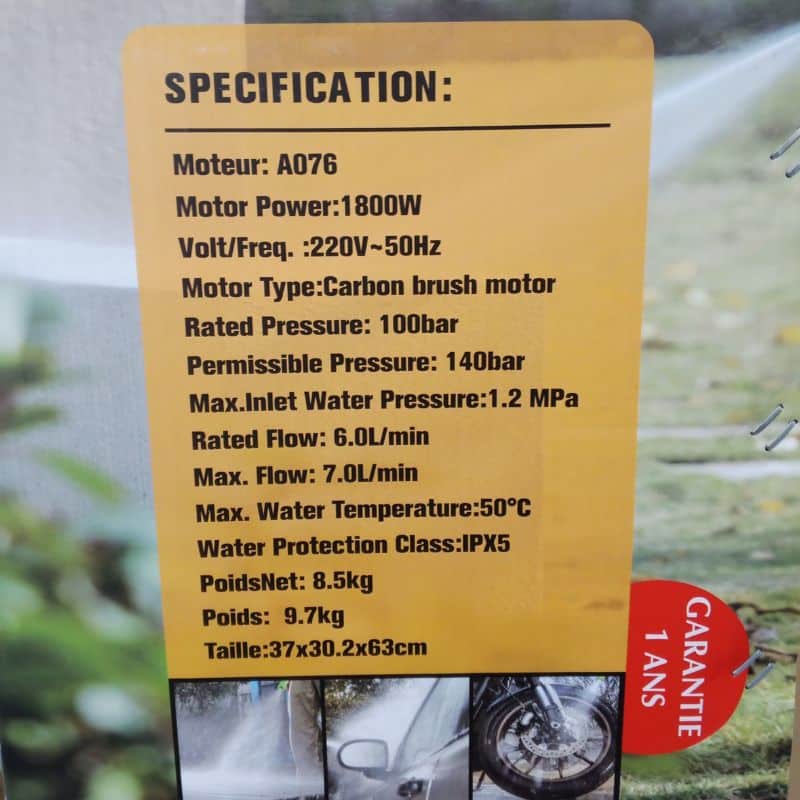 SPECIFICATION:
Moteur: A076
Motor Power:1800W
Volt/Freq. :220V~50Hz
Motor Type:Carbon brush motor
Rated Pressure: 100bar
Permissible Pressure: 140bar
Max.Inlet Water Pressure:1.2 MPa
Rated Flow: 6.0L/min
Max. Flow: 7.0L/min
Max. Water Temperature:50°C
Water Protection Class:IPX5
PoidsNet: 8.5kg
Poids: 9.7kg
Taille:37x30.2x63cm
GARANTIE
1 ANS